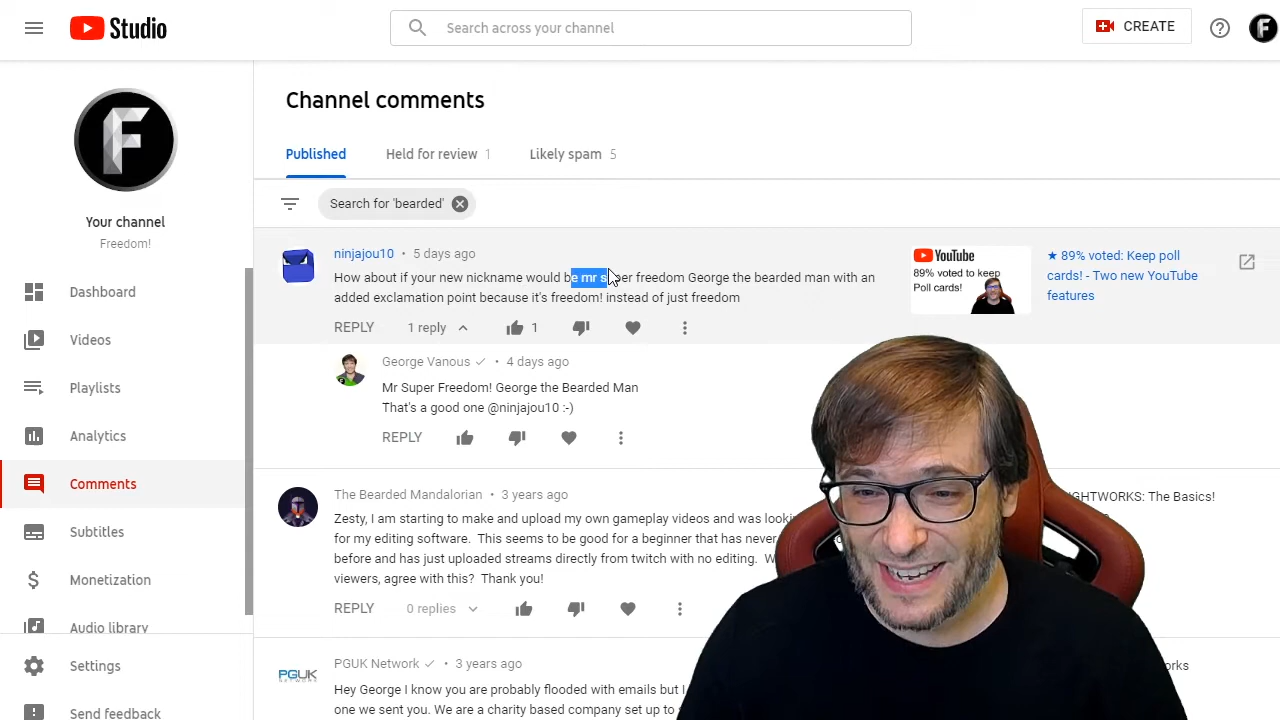 Studio
Search across your channel
CREATE
F
F
Your channel
Freedom!
Dashboard
Videos
Playlists
Analytics
Comments
Subtitles
$ Monetization
Audio library
Settings
Send feedback
Channel comments
Published
Held for review 1
Likely spam 5
Search for 'bearded'
ninjajou10 • 5 days ago
How about if your new nickname would be mr super freedom George the bearded man with an
added exclamation point because it's freedom! instead of just freedom
REPLY 1 reply 1
YouTube
89% voted to keep
Poll cards!
★ 89% voted: Keep poll
cards! - Two new YouTube
features
George Vanous • 4 days ago
Mr Super Freedom! George the Bearded Man
That's a good one @ninjajou10 :-)
REPLY
The Bearded Mandalorian • 3 years ago
Zesty, I am starting to make and upload my own gameplay videos and was
for my editing software. This seems to be good for a beginner that has never
before and has just uploaded streams directly from twitch with no editing.
viewers, agree with this? Thank you!
REPLY 0 replies
The Basics!
PGUK Network • 3 years ago
PGUK
NETWORK
Hey George I know you are probably flooded with emails but I
one we sent you. We are a charity based company set up to